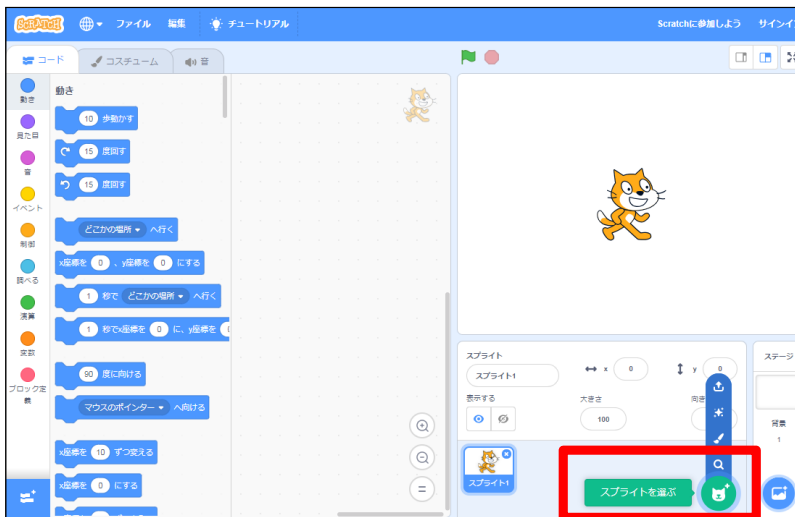 SCRATCH ファイル 編集 チュートリアル Scratchに参加しよう サインイ
コード コスチューム 音
動き
見た目
音
イベント
制御
調べる
演算
変数
ブロック定
義
動き
10 歩動かす
15 度回す
15 度回す
どこかの場所 へ行く
x座標を 0 、y座標を 0 にする
1 秒で どこかの場所 へ行く
1 秒でx座標を 0 に、y座標を
90 度に向ける
マウスのポインター へ向ける
x座標を 10 ずつ変える
x座標を 0 にする
スプライト
スプライト1
x 0 y 0
表示する 大きさ 向き
100
スプライト1
スプライトを選ぶ
ステージ
背景
1